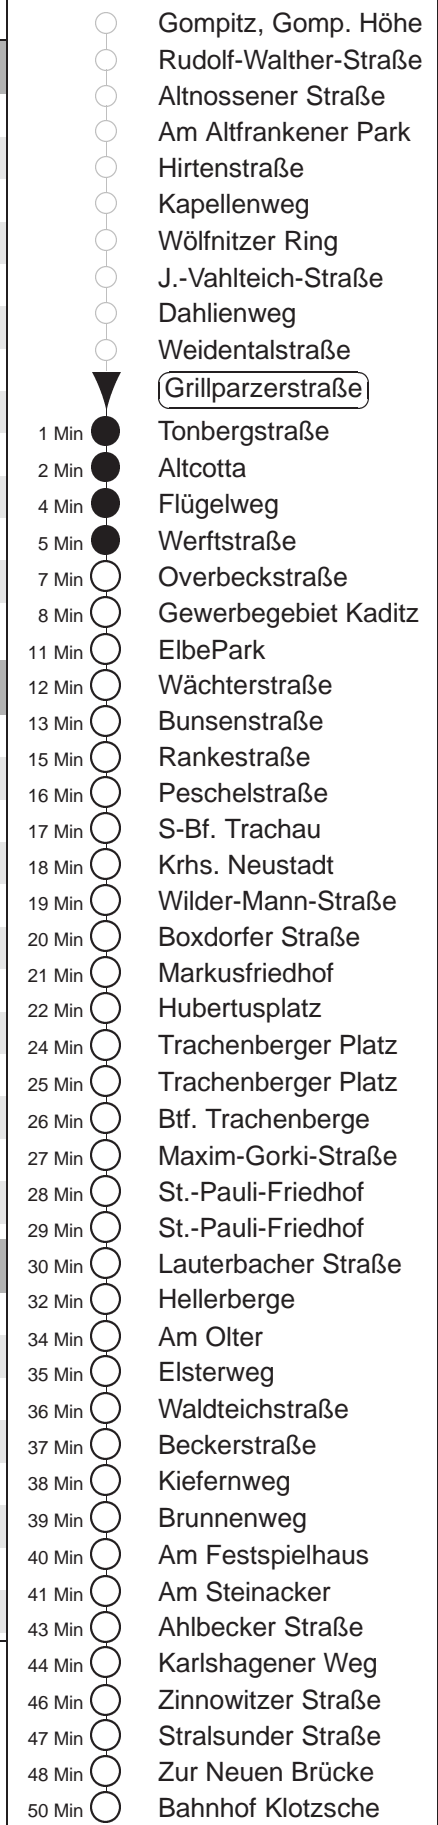 Gompitz, Gomp. Höhe
Rudolf-Walther-Straße
Altnossener Straße
Am Altfrankener Park
Hirtenstraße
Kapellenweg
Wölfnitzer Ring
J.-Vahlteich-Straße
Dahlienweg
Weidentalstraße
Grillparzerstraße
1 Min Tonbergstraße
2 Min Altcotta
4 Min Flügelweg
5 Min Werftstraße
7 Min Overbeckstraße
8 Min Gewerbegebiet Kaditz
11 Min ElbePark
12 Min Wächterstraße
13 Min Bunsenstraße
15 Min Rankestraße
16 Min Peschelstraße
17 Min S-Bf. Trachau
18 Min Krhs. Neustadt
19 Min Wilder-Mann-Straße
20 Min Boxdorfer Straße
21 Min Markusfriedhof
22 Min Hubertusplatz
24 Min Trachenberger Platz
25 Min Trachenberger Platz
26 Min Btf. Trachenberge
27 Min Maxim-Gorki-Straße
28 Min St.-Pauli-Friedhof
29 Min St.-Pauli-Friedhof
30 Min Lauterbacher Straße
32 Min Hellerberge
34 Min Am Olter
35 Min Elsterweg
36 Min Waldteichstraße
37 Min Beckerstraße
38 Min Kiefernweg
39 Min Brunnenweg
40 Min Am Festspielhaus
41 Min Am Steinacker
43 Min Ahlbecker Straße
44 Min Karlshagener Weg
46 Min Zinnowitzer Straße
47 Min Stralsunder Straße
48 Min Zur Neuen Brücke
50 Min Bahnhof Klotzsche